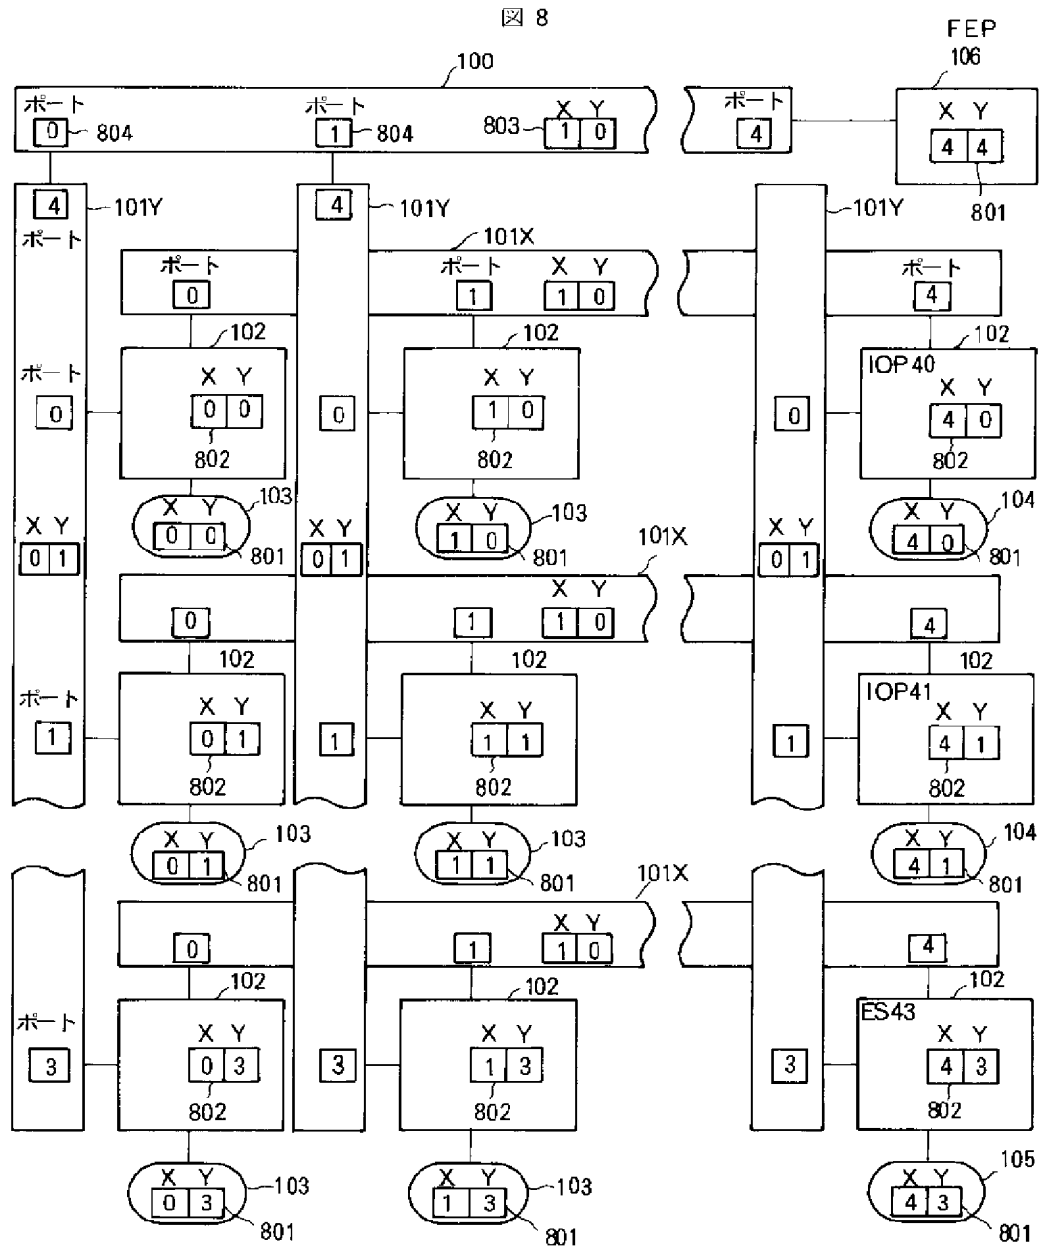 図 8
FEP
100
106
ポート ポート X Y ポート X Y
0 804 1 804 803 1 0 4 4 4
801
4 101Y 4 101Y 101Y
ポート
101X
ポート ポート X Y ポート
0 1 1 0 4
102 102 102
IOP40
ポート X Y X Y X Y
0 0 0 0 1 0 0 4 0
802 802 802
X Y 103 X Y 103 X Y 104
0 0 801 1 0 801 4 0 801
X Y X Y X Y
0 1 0 1 0 1
101X
X Y
0 1 1 0 4
102 102 102
IOP41
ポート X Y X Y X Y
1 0 1 1 1 1 1 4 1
802 802 802
X Y 103 X Y 103 X Y 104
0 1 801 1 1 801 4 1 801
101X
X Y
0 1 1 0 4
102 102 102
ES43
ポート X Y X Y X Y
3 0 3 3 1 3 3 4 3
802 802 802
X Y 103 X Y 103 X Y 105
0 3 801 1 3 801 4 3 801